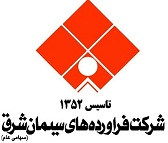 تاسیس ۱۳۵۲
شرکت فراورده‌های سیمان شرق
(سهامی عام)